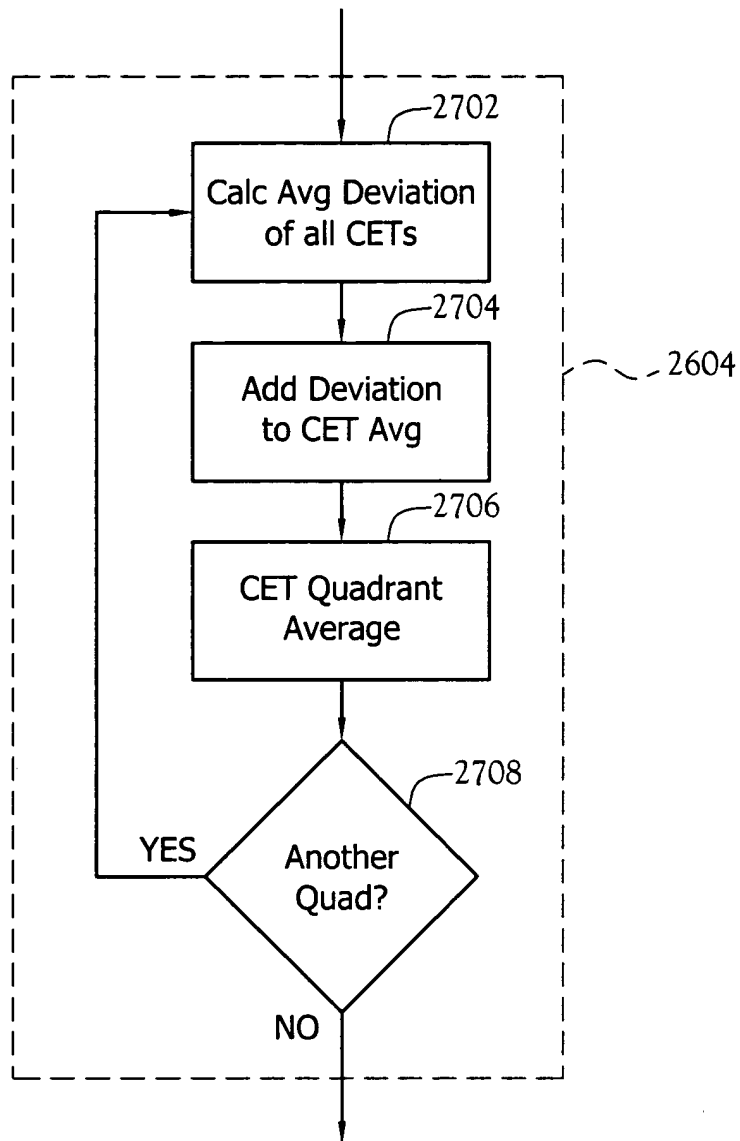 2702
Calc Avg Deviation
of all CETs
2704
2604
Add Deviation
to CET Avg
2706
CET Quadrant
Average
2708
YES
Another
Quad?
NO